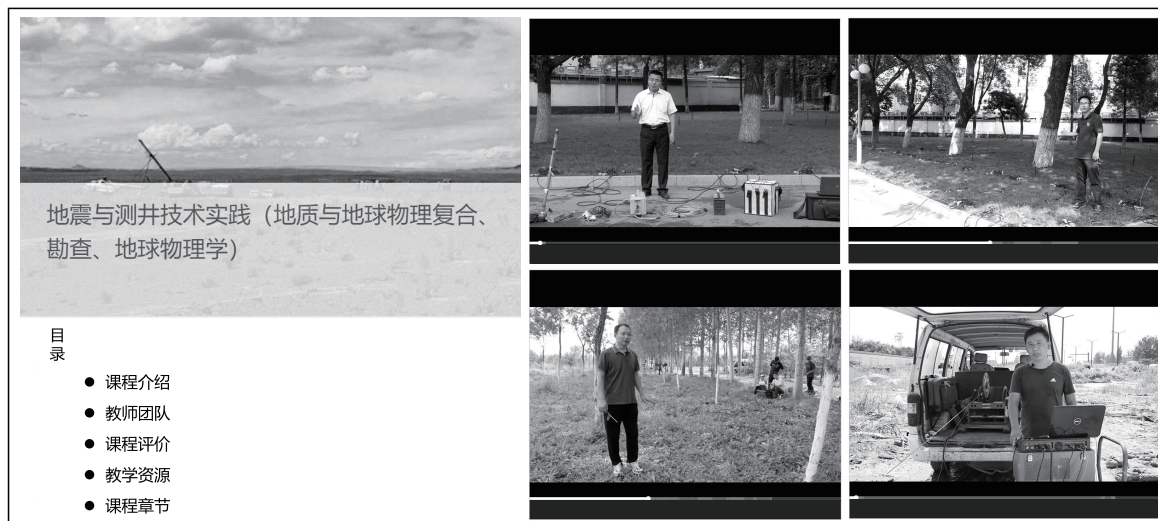 地震与测井技术实践（地质与地球物理复合、
勘查、地球物理学）
目
录
● 课程介绍
● 教师团队
● 课程评价
● 教学资源
● 课程章节